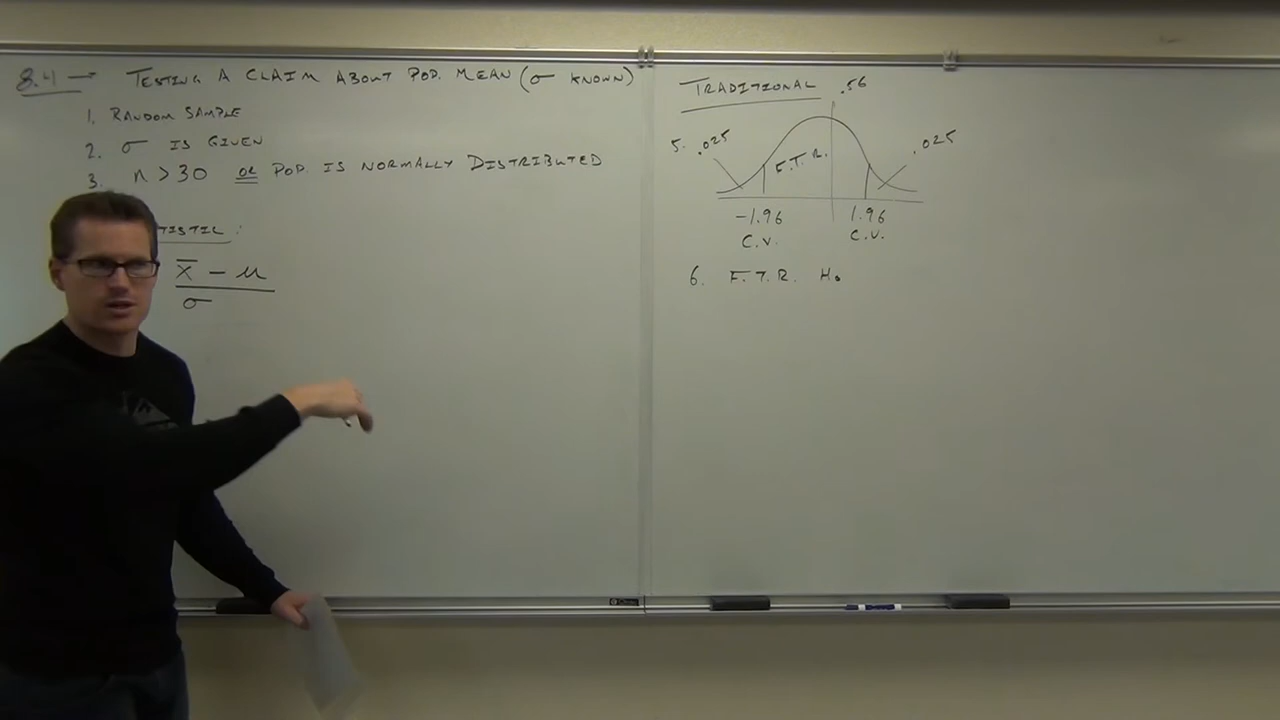 8.4 → TESTING A CLAIM ABOUT POP. MEAN (σ KNOWN)
1. RANDOM SAMPLE
2. σ IS GIVEN
3. n > 30 OR POP. IS NORMALLY DISTRIBUTED
x̄ - μ
σ
TRADITIONAL
.56
5. .025
.025
F.T.R.
-1.96
1.96
C.V.
C.V.
6. F.T.R. H₀